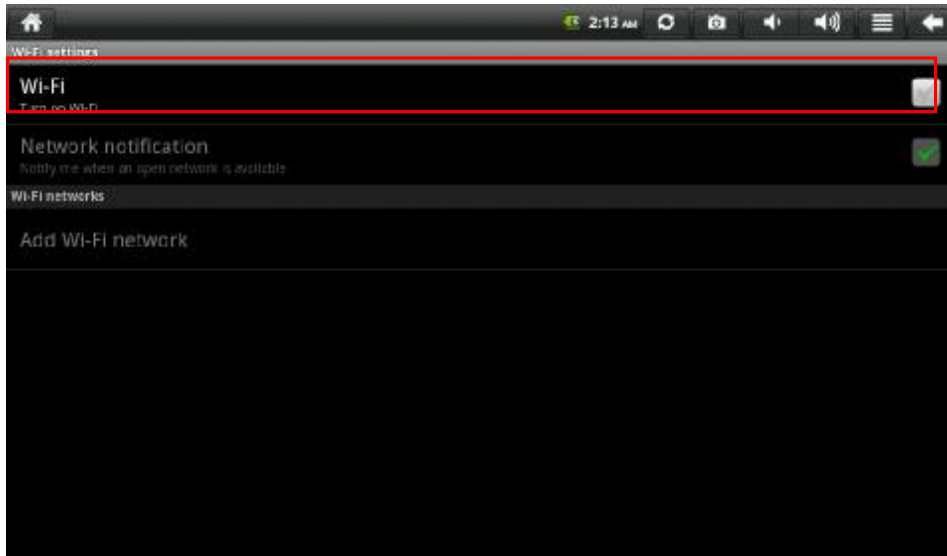 2:13 AM
Wi-Fi settings
Wi-Fi
Turn on Wi-Fi
Network notification
Notify me when an open network is available
Wi-Fi networks
Add Wi-Fi network